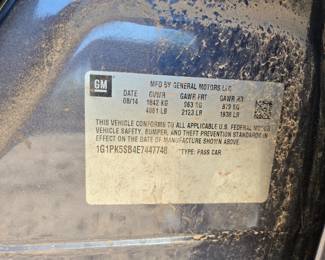 GM
MFD BY GENERAL MOTORS LLC
DATE GVWR GAWR FRT GAWR RR
08/14 1842 KG 963 KG 879 KG
4061 LB 2123 LB 1938 LB
THIS VEHICLE CONFORMS TO ALL APPLICABLE U.S. FEDERAL MOTOR
VEHICLE SAFETY, BUMPER, AND THEFT PREVENTION STANDARDS IN
EFFECT ON THE DATE OF MANUFACTURE SHOWN ABOVE.
1G1PK5SB4E7447748 TYPE: PASS CAR